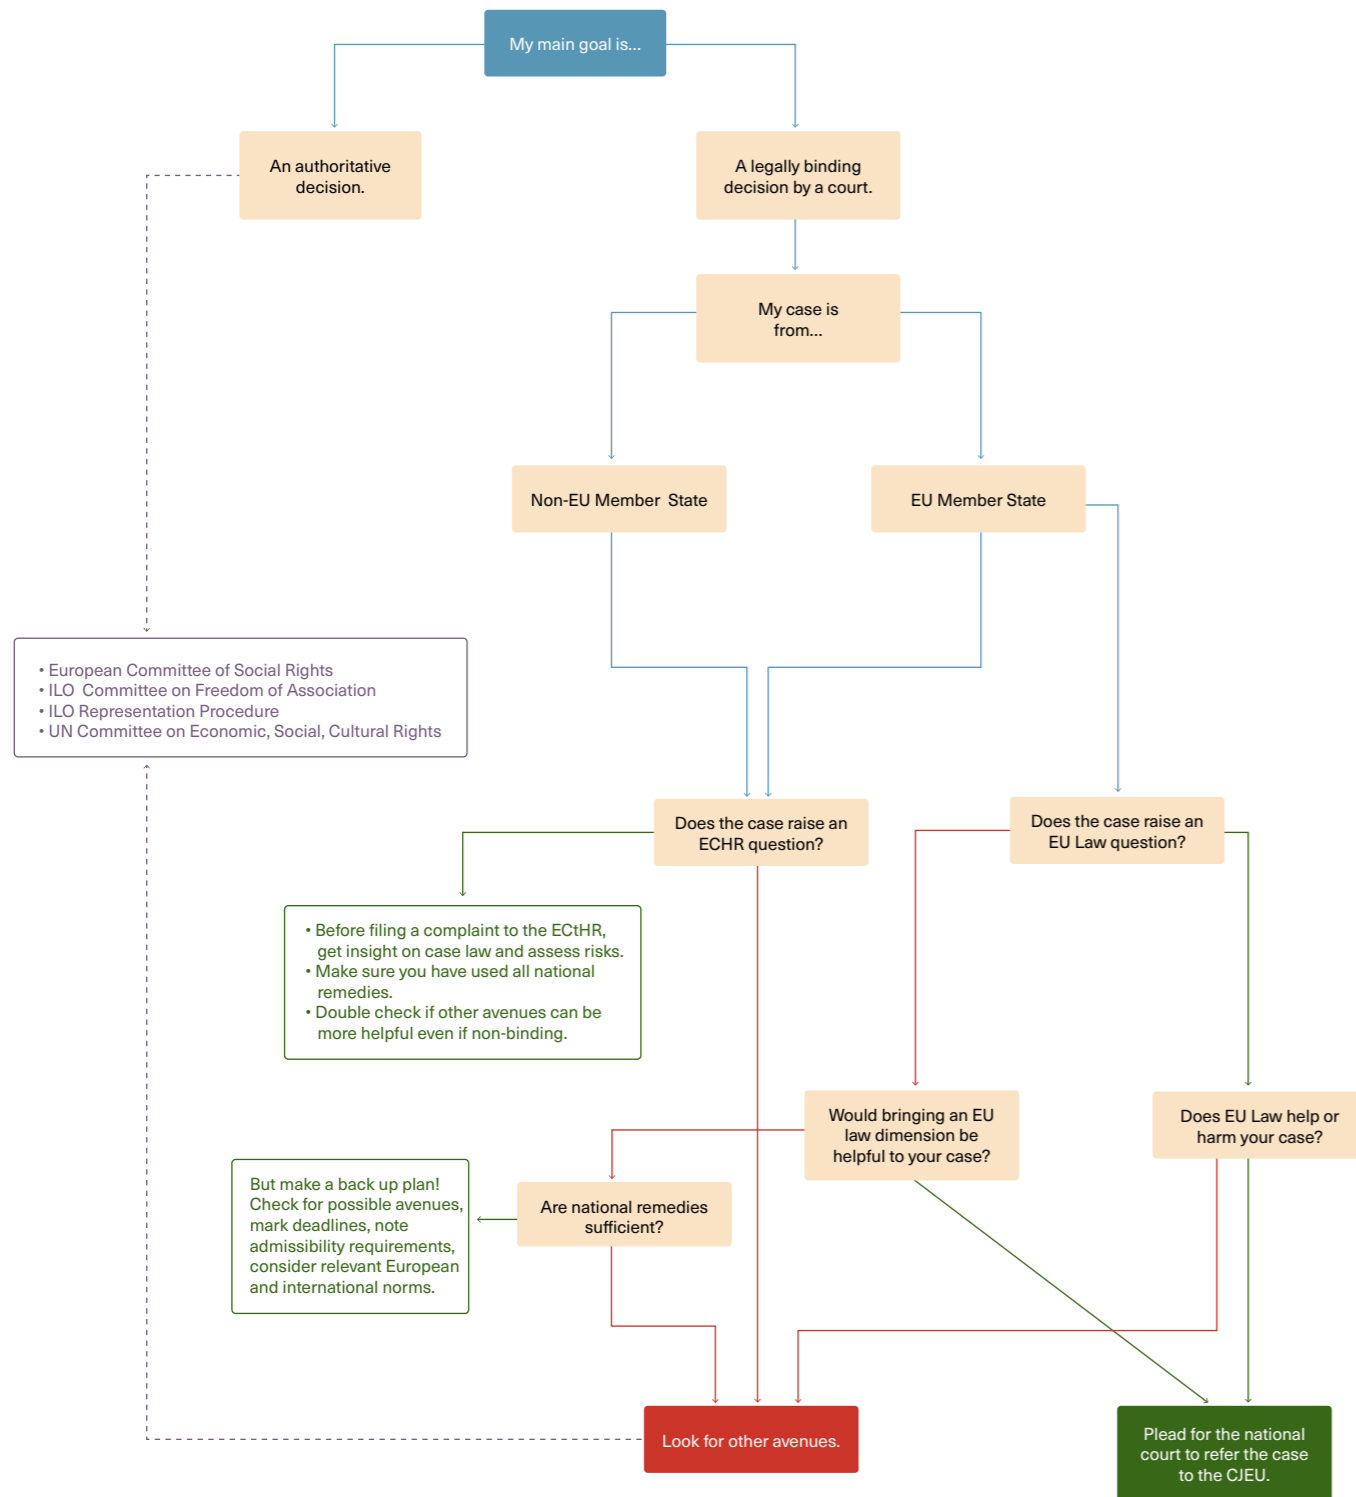 My main goal is...
An authoritative
decision.
A legally binding
decision by a court.
My case is
from...
Non-EU Member State
EU Member State
• European Committee of Social Rights
• ILO Committee on Freedom of Association
• ILO Representation Procedure
• UN Committee on Economic, Social, Cultural Rights
Does the case raise an
ECHR question?
Does the case raise an
EU Law question?
• Before filing a complaint to the ECtHR,
get insight on case law and assess risks.
• Make sure you have used all national
remedies.
• Double check if other avenues can be
more helpful even if non-binding.
Would bringing an EU
law dimension be
helpful to your case?
Does EU Law help or
harm your case?
But make a back up plan!
Check for possible avenues,
mark deadlines, note
admissibility requirements,
consider relevant European
and international norms.
Are national remedies
sufficient?
Look for other avenues.
Plead for the national
court to refer the case
to the CJEU.